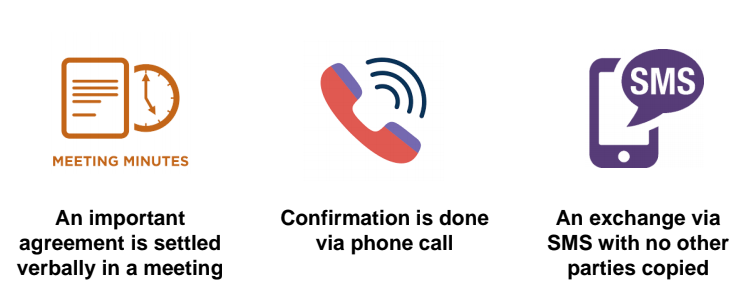 SMS
MEETING MINUTES
An important
agreement is settled
verbally in a meeting
Confirmation is done
via phone call
An exchange via
SMS with no other
parties copied